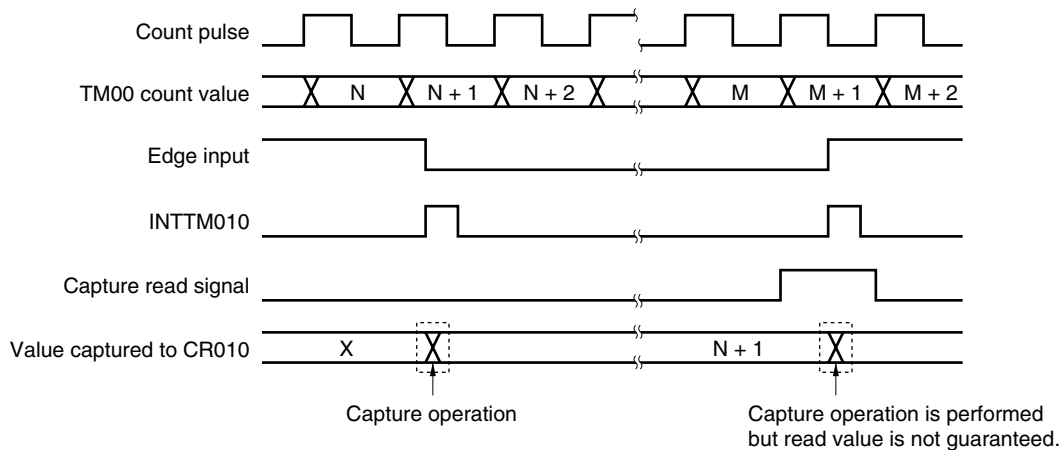 Count pulse
TM00 count value
N
N + 1
N + 2
M
M + 1
M + 2
Edge input
INTTM010
Capture read signal
Value captured to CR010
X
N + 1
Capture operation
Capture operation is performed
but read value is not guaranteed.